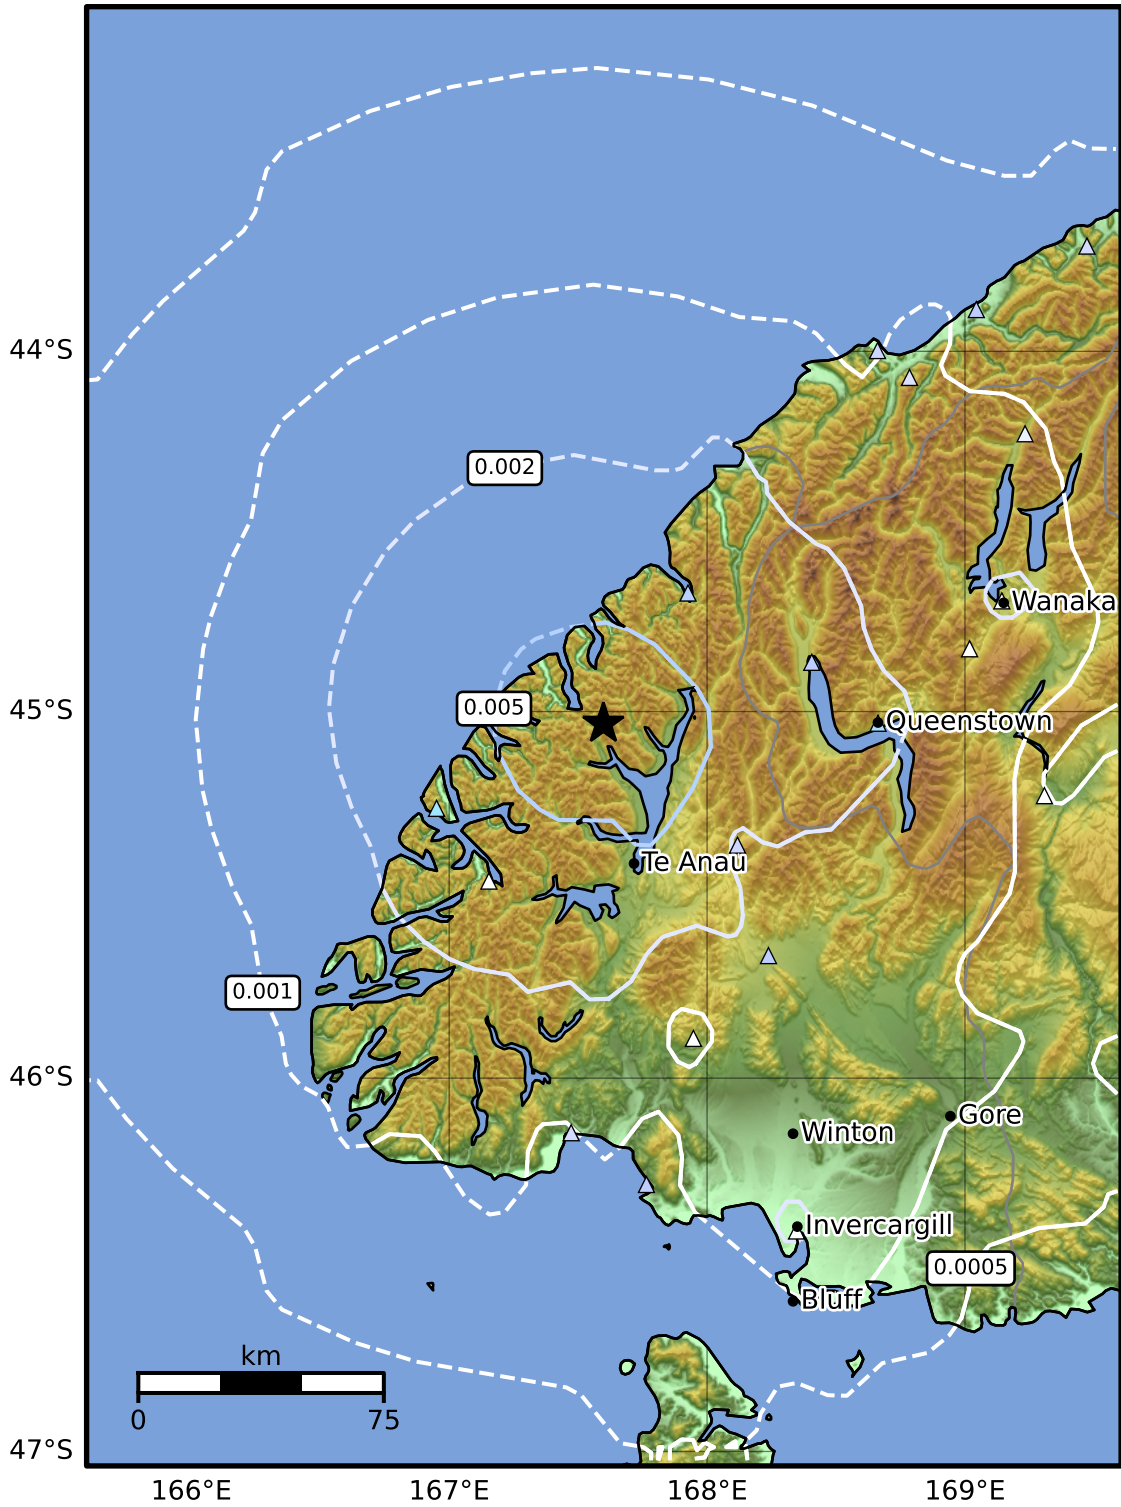 44°S
0.002
Wanaka
45°S
0.005
Queenstown
Te Anau
0.001
46°S
Gore
Winton
Invercargill
0.0005
Bluff
km
0
75
47°S
166°E
167°E
168°E
169°E